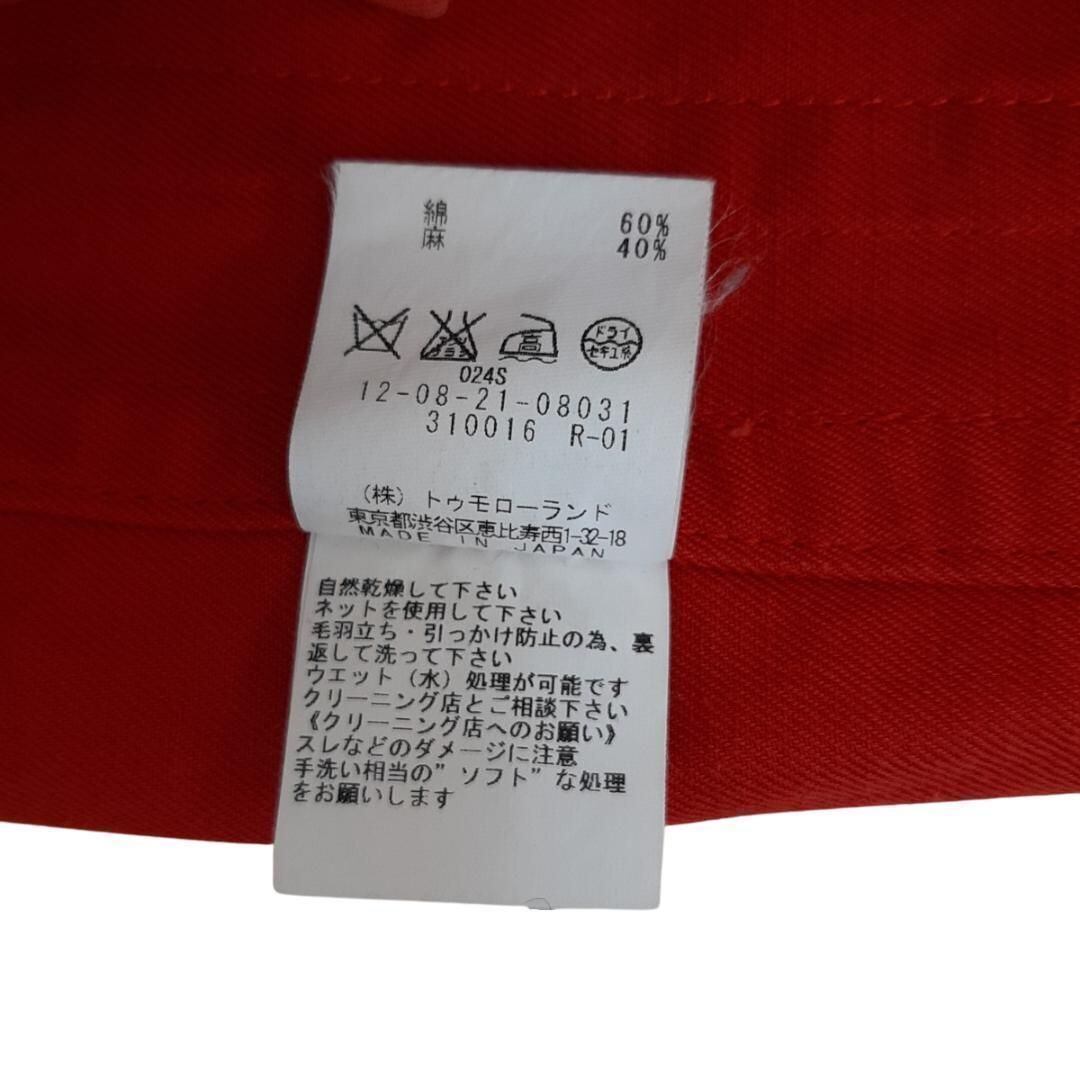 綿 60%
麻 40%
エンソ サラシ 高 ドライ セキユ系
024S
12-08-21-08031
310016 R-01
(株) トゥモローランド
東京都渋谷区恵比寿西1-32-18
MADE IN JAPAN
自然乾燥して下さい
ネットを使用して下さい
毛羽立ち・引っかけ防止の為、裏
返して洗って下さい
ウエット(水)処理が可能です
クリーニング店とご相談下さい
《クリーニング店へのお願い》
スレなどのダメージに注意
手洗い相当の”ソフト”な処理
をお願いします